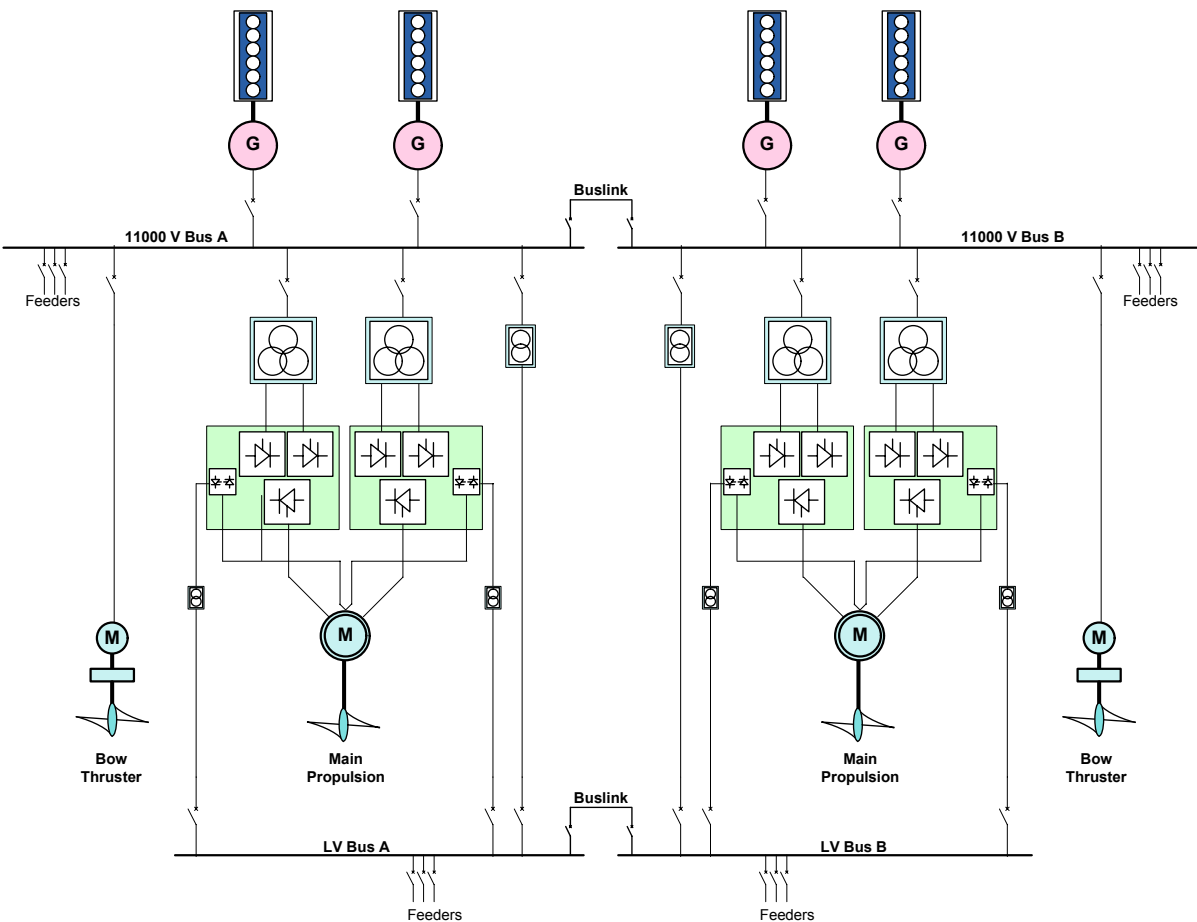 G
G
G
G
Buslink
11000 V Bus A
11000 V Bus B
Feeders
Feeders
M
M
M
M
Bow
Thruster
Main
Propulsion
Main
Propulsion
Bow
Thruster
Buslink
LV Bus A
LV Bus B
Feeders
Feeders